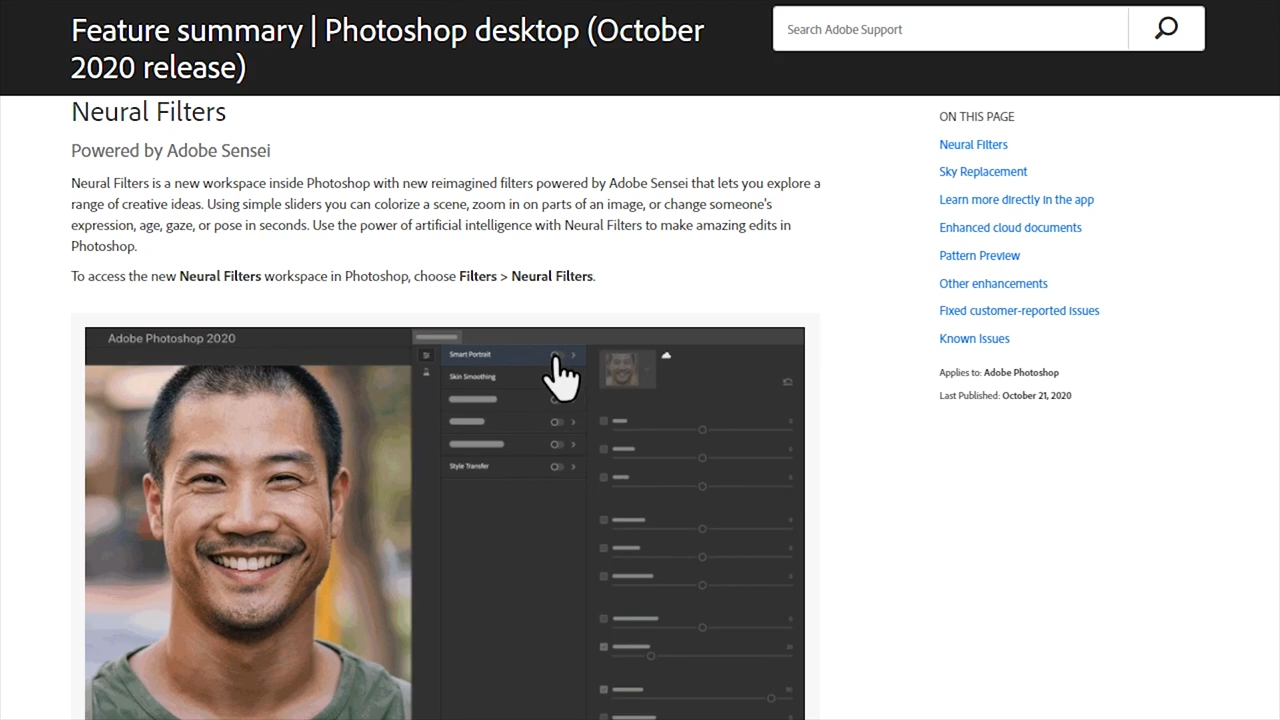 Feature summary | Photoshop desktop (October
2020 release)
Search Adobe Support
Neural Filters
Powered by Adobe Sensei
Neural Filters is a new workspace inside Photoshop with new reimagined filters powered by Adobe Sensei that lets you explore a
range of creative ideas. Using simple sliders you can colorize a scene, zoom in on parts of an image, or change someone's
expression, age, gaze, or pose in seconds. Use the power of artificial intelligence with Neural Filters to make amazing edits in
Photoshop.
To access the new Neural Filters workspace in Photoshop, choose Filters > Neural Filters.
Adobe Photoshop 2020
Smart Portrait
Skin Smoothing
Style Transfer
ON THIS PAGE
Neural Filters
Sky Replacement
Learn more directly in the app
Enhanced cloud documents
Pattern Preview
Other enhancements
Fixed customer-reported issues
Known Issues
Applies to: Adobe Photoshop
Last Published: October 21, 2020